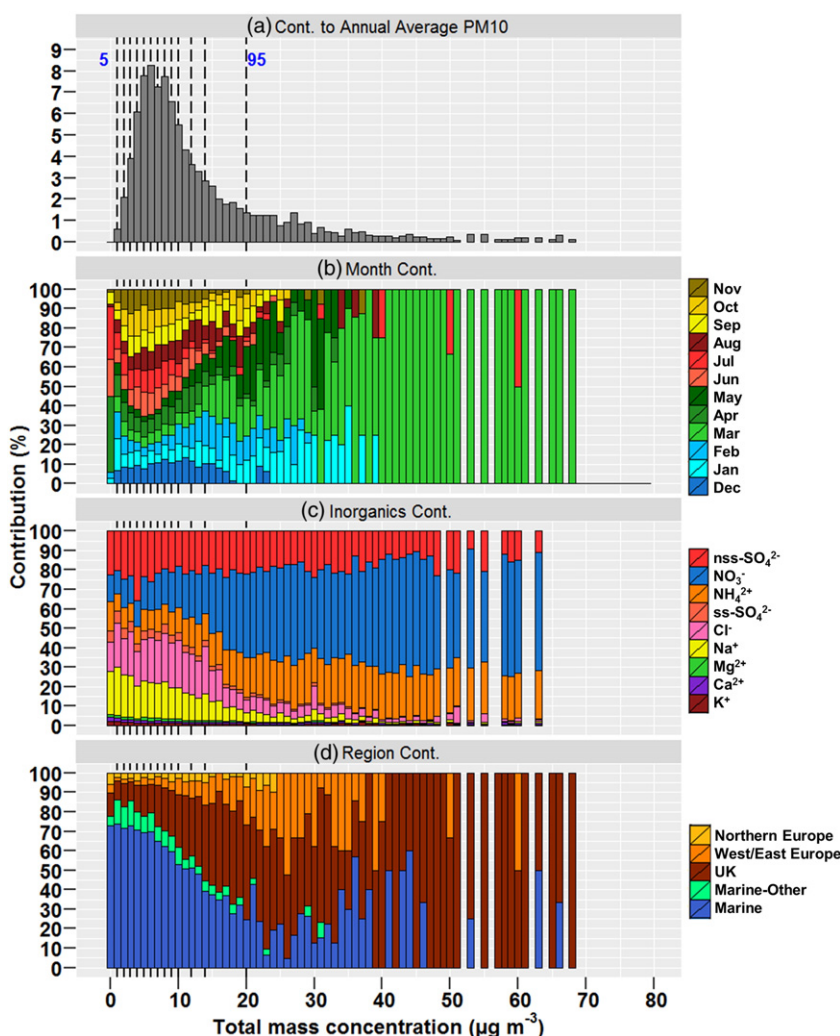 (a) Cont. to Annual Average PM10
9
8
7
6
5
4
3
2
1
0
5
95
(b) Month Cont.
100
90
80
70
60
50
40
30
20
10
0
Nov
Oct
Sep
Aug
Jul
Jun
May
Apr
Mar
Feb
Jan
Dec
Contribution (%)
(c) Inorganics Cont.
100
90
80
70
60
50
40
30
20
10
0
nss-SO₄²⁻
NO₃⁻
NH₄²⁺
ss-SO₄²⁻
Cl⁻
Na⁺
Mg²⁺
Ca²⁺
K⁺
(d) Region Cont.
100
90
80
70
60
50
40
30
20
10
0
Northern Europe
West/East Europe
UK
Marine-Other
Marine
0 10 20 30 40 50 60 70 80
Total mass concentration (µg m⁻³)